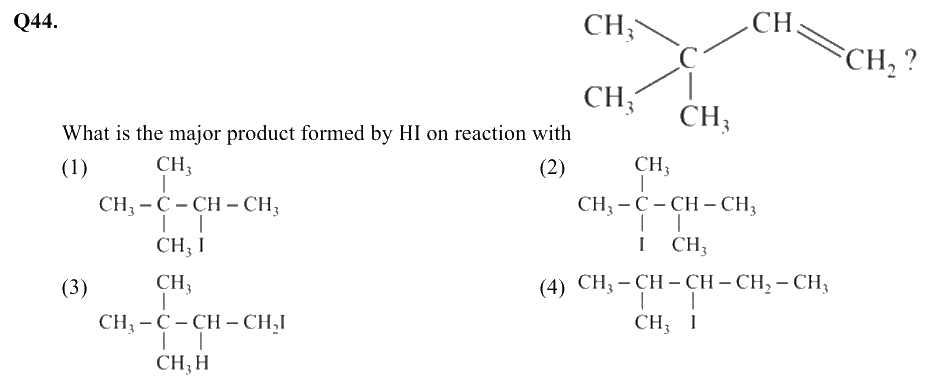 Q44.
CH₃ CH
C CH₂ ?
CH₃ CH₃
What is the major product formed by HI on reaction with
(1) CH₃
CH₃ – C – CH – CH₃
CH₃ I
(2) CH₃
CH₃ – C – CH – CH₃
I CH₃
(3) CH₃
CH₃ – C – CH – CH₂I
CH₃ H
(4) CH₃ – CH – CH – CH₂ – CH₃
CH₃ I